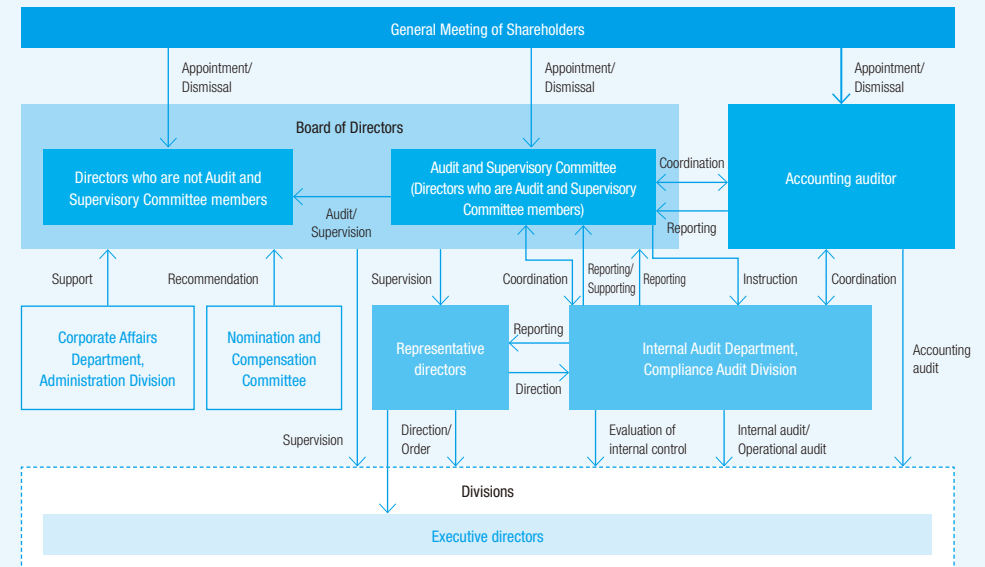 General Meeting of Shareholders
Appointment/
Dismissal
Appointment/
Dismissal
Appointment/
Dismissal
Board of Directors
Directors who are not Audit and
Supervisory Committee members
Audit and Supervisory Committee
(Directors who are Audit and Supervisory
Committee members)
Coordination
Accounting auditor
Audit/
Supervision
Reporting
Support
Recommendation
Supervision
Coordination
Reporting/
Supporting
Reporting
Instruction
Coordination
Corporate Affairs
Department,
Administration Division
Nomination and
Compensation
Committee
Representative
directors
Reporting
Direction
Internal Audit Department,
Compliance Audit Division
Accounting
audit
Supervision
Direction/
Order
Evaluation of
internal control
Internal audit/
Operational audit
Divisions
Executive directors